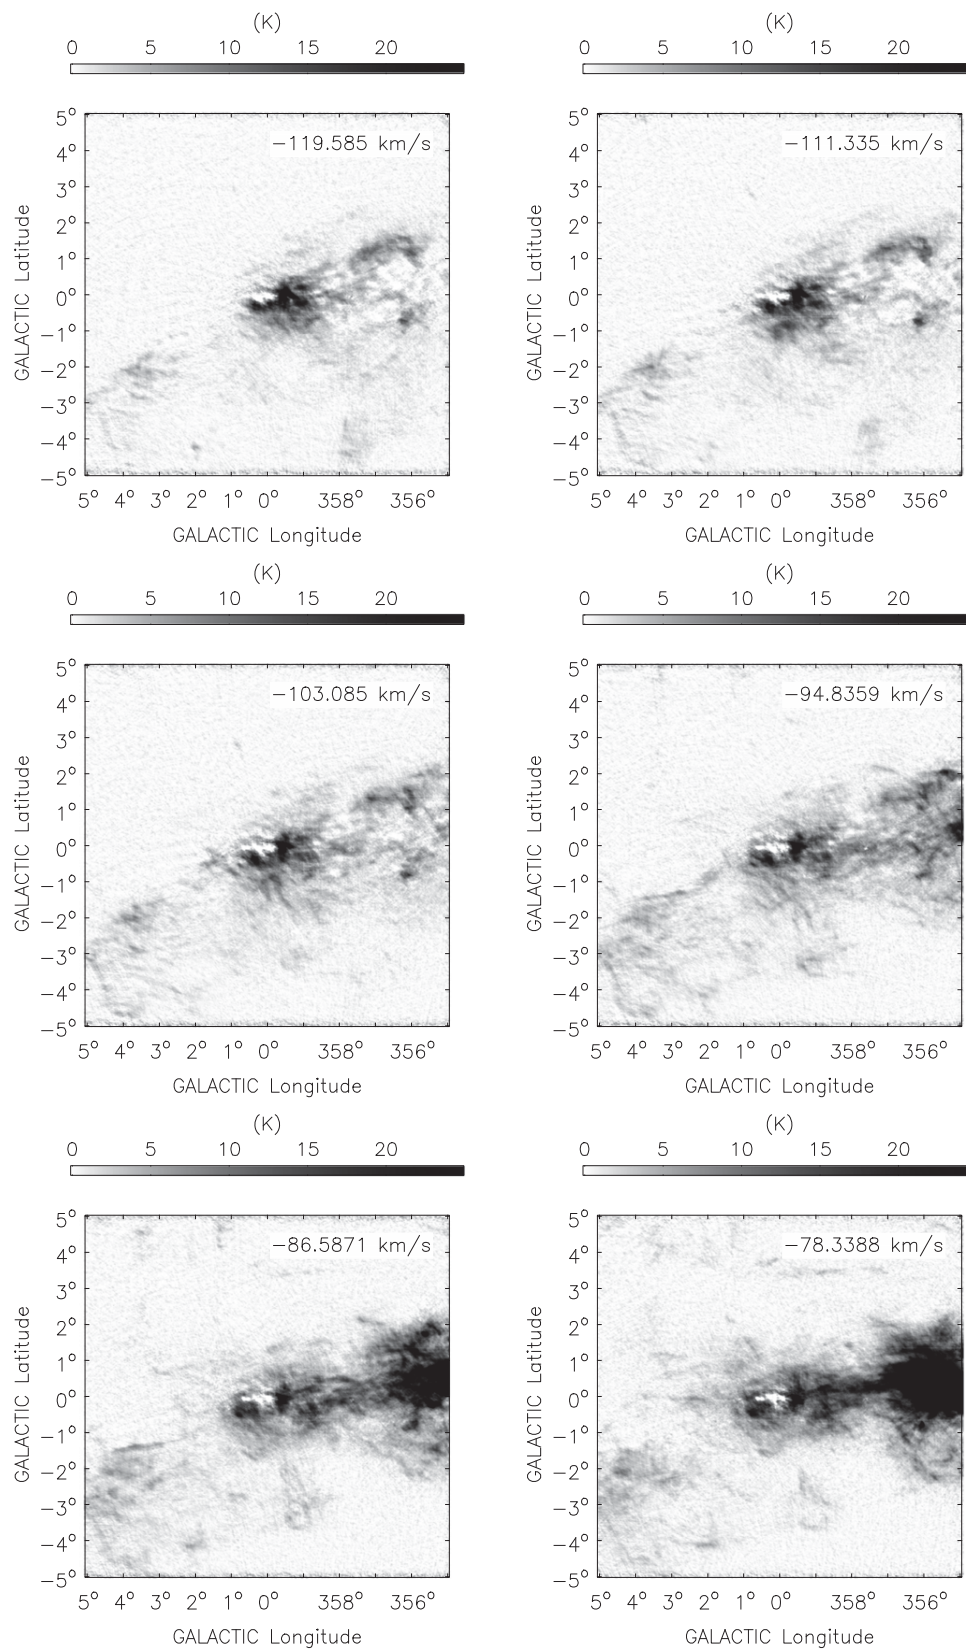 (K) (K)
0 5 10 15 20 0 5 10 15 20
−119.585 km/s −111.335 km/s
5° 5°
4° 4°
3° 3°
2° 2°
1° 1°
0° 0°
−1° −1°
−2° −2°
−3° −3°
−4° −4°
−5° −5°
GALACTIC Latitude GALACTIC Latitude
5° 4° 3° 2° 1° 0° 358° 356° 5° 4° 3° 2° 1° 0° 358° 356°
GALACTIC Longitude GALACTIC Longitude
(K) (K)
0 5 10 15 20 0 5 10 15 20
−103.085 km/s −94.8359 km/s
5° 5°
4° 4°
3° 3°
2° 2°
1° 1°
0° 0°
−1° −1°
−2° −2°
−3° −3°
−4° −4°
−5° −5°
GALACTIC Latitude GALACTIC Latitude
5° 4° 3° 2° 1° 0° 358° 356° 5° 4° 3° 2° 1° 0° 358° 356°
GALACTIC Longitude GALACTIC Longitude
(K) (K)
0 5 10 15 20 0 5 10 15 20
−86.5871 km/s −78.3388 km/s
5° 5°
4° 4°
3° 3°
2° 2°
1° 1°
0° 0°
−1° −1°
−2° −2°
−3° −3°
−4° −4°
−5° −5°
GALACTIC Latitude GALACTIC Latitude
5° 4° 3° 2° 1° 0° 358° 356° 5° 4° 3° 2° 1° 0° 358° 356°
GALACTIC Longitude GALACTIC Longitude